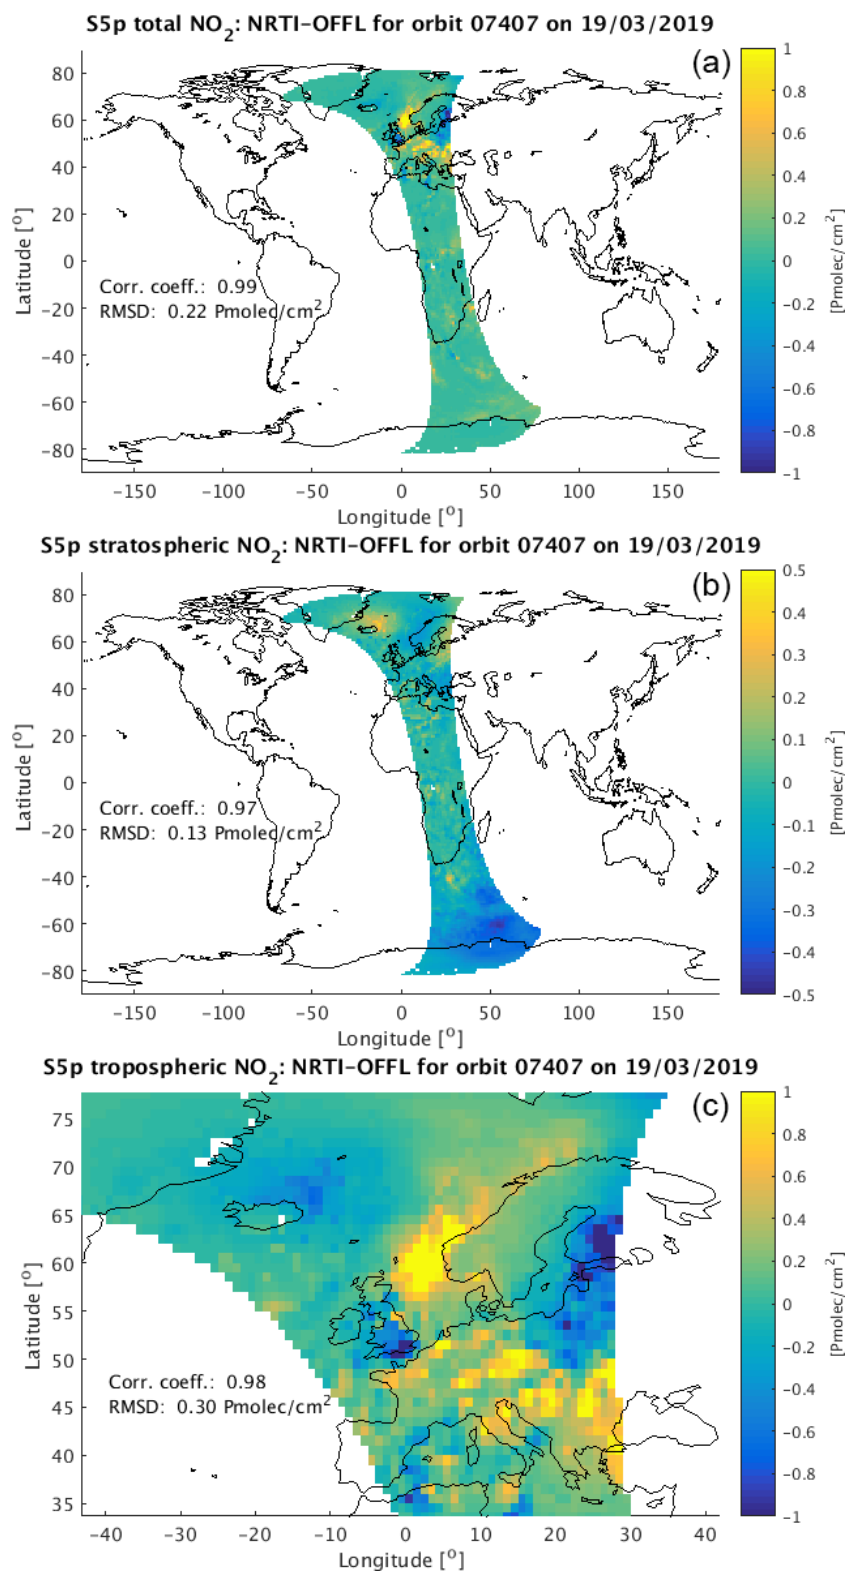 S5p total NO2: NRTI-OFFL for orbit 07407 on 19/03/2019
(a)
80
60
40
20
0
-20
-40
-60
-80
Latitude [o]
Corr. coeff.: 0.99
RMSD: 0.22 Pmolec/cm2
-150 -100 -50 0 50 100 150
Longitude [o]
1
0.8
0.6
0.4
0.2
0
-0.2
-0.4
-0.6
-0.8
-1
[Pmolec/cm2]
S5p stratospheric NO2: NRTI-OFFL for orbit 07407 on 19/03/2019
(b)
80
60
40
20
0
-20
-40
-60
-80
Latitude [o]
Corr. coeff.: 0.97
RMSD: 0.13 Pmolec/cm2
-150 -100 -50 0 50 100 150
Longitude [o]
0.5
0.4
0.3
0.2
0.1
0
-0.1
-0.2
-0.3
-0.4
-0.5
[Pmolec/cm2]
S5p tropospheric NO2: NRTI-OFFL for orbit 07407 on 19/03/2019
(c)
75
70
65
60
55
50
45
40
35
Latitude [o]
Corr. coeff.: 0.98
RMSD: 0.30 Pmolec/cm2
-40 -30 -20 -10 0 10 20 30 40
Longitude [o]
1
0.8
0.6
0.4
0.2
0
-0.2
-0.4
-0.6
-0.8
-1
[Pmolec/cm2]